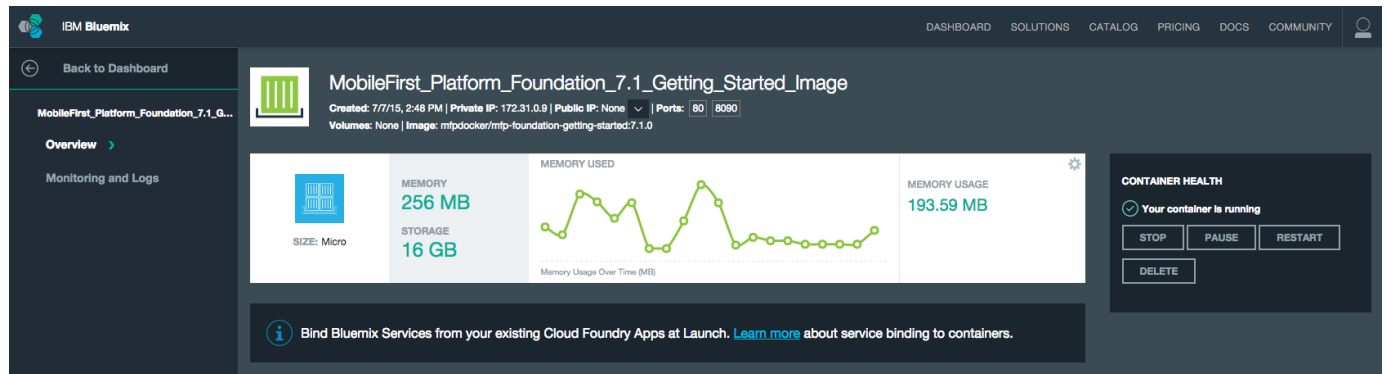 IBM Bluemix
DASHBOARD SOLUTIONS CATALOG PRICING DOCS COMMUNITY
Back to Dashboard
MobileFirst_Platform_Foundation_7.1_G...
Overview
Monitoring and Logs
MobileFirst_Platform_Foundation_7.1_Getting_Started_Image
Created: 7/7/15, 2:48 PM | Private IP: 172.31.0.9 | Public IP: None | Ports: 80 8090
Volumes: None | Image: mfpdocker/mfp-foundation-getting-started:7.1.0
SIZE: Micro
MEMORY
256 MB
STORAGE
16 GB
MEMORY USED
Memory Usage Over Time (MB)
MEMORY USAGE
193.59 MB
CONTAINER HEALTH
Your container is running
STOP PAUSE RESTART
DELETE
Bind Bluemix Services from your existing Cloud Foundry Apps at Launch. Learn more about service binding to containers.